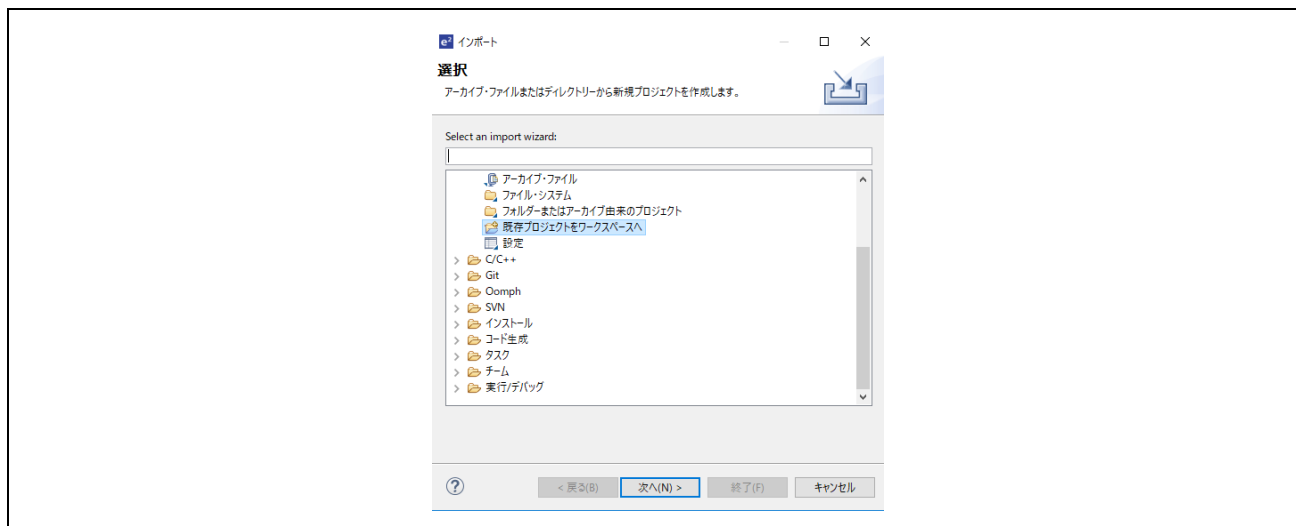 e² インポート
選択
アーカイブ・ファイルまたはディレクトリーから新規プロジェクトを作成します。
Select an import wizard:
アーカイブ・ファイル
ファイル・システム
フォルダーまたはアーカイブ由来のプロジェクト
既存プロジェクトをワークスペースへ
設定
C/C++
Git
Oomph
SVN
インストール
コード生成
タスク
チーム
実行/デバッグ
< 戻る(B) 次へ(N) > 終了(F) キャンセル